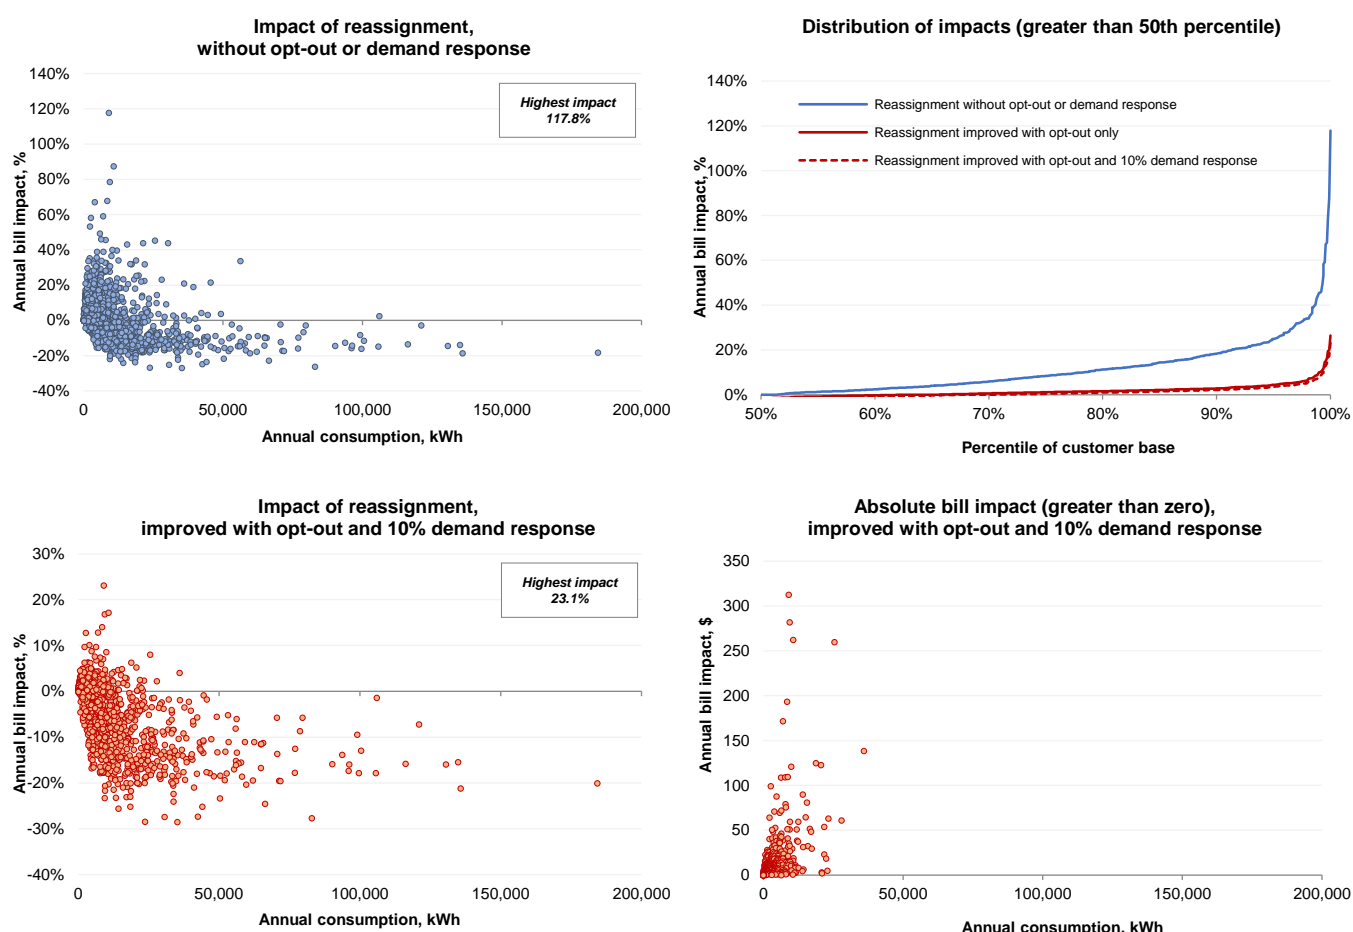 Impact of reassignment,
without opt-out or demand response
140%
120%
100%
80%
60%
40%
20%
0%
-20%
-40%
Annual bill impact, %
Highest impact
117.8%
0
50,000
100,000
150,000
200,000
Annual consumption, kWh
Distribution of impacts (greater than 50th percentile)
140%
120%
100%
80%
60%
40%
20%
0%
Annual bill impact, %
Reassignment without opt-out or demand response
Reassignment improved with opt-out only
Reassignment improved with opt-out and 10% demand response
50%
60%
70%
80%
90%
100%
Percentile of customer base
Impact of reassignment,
improved with opt-out and 10% demand response
30%
20%
10%
0%
-10%
-20%
-30%
-40%
Annual bill impact, %
Highest impact
23.1%
0
50,000
100,000
150,000
200,000
Annual consumption, kWh
Absolute bill impact (greater than zero),
improved with opt-out and 10% demand response
350
300
250
200
150
100
50
0
Annual bill impact, $
0
50,000
100,000
150,000
200,000
Annual consumption, kWh